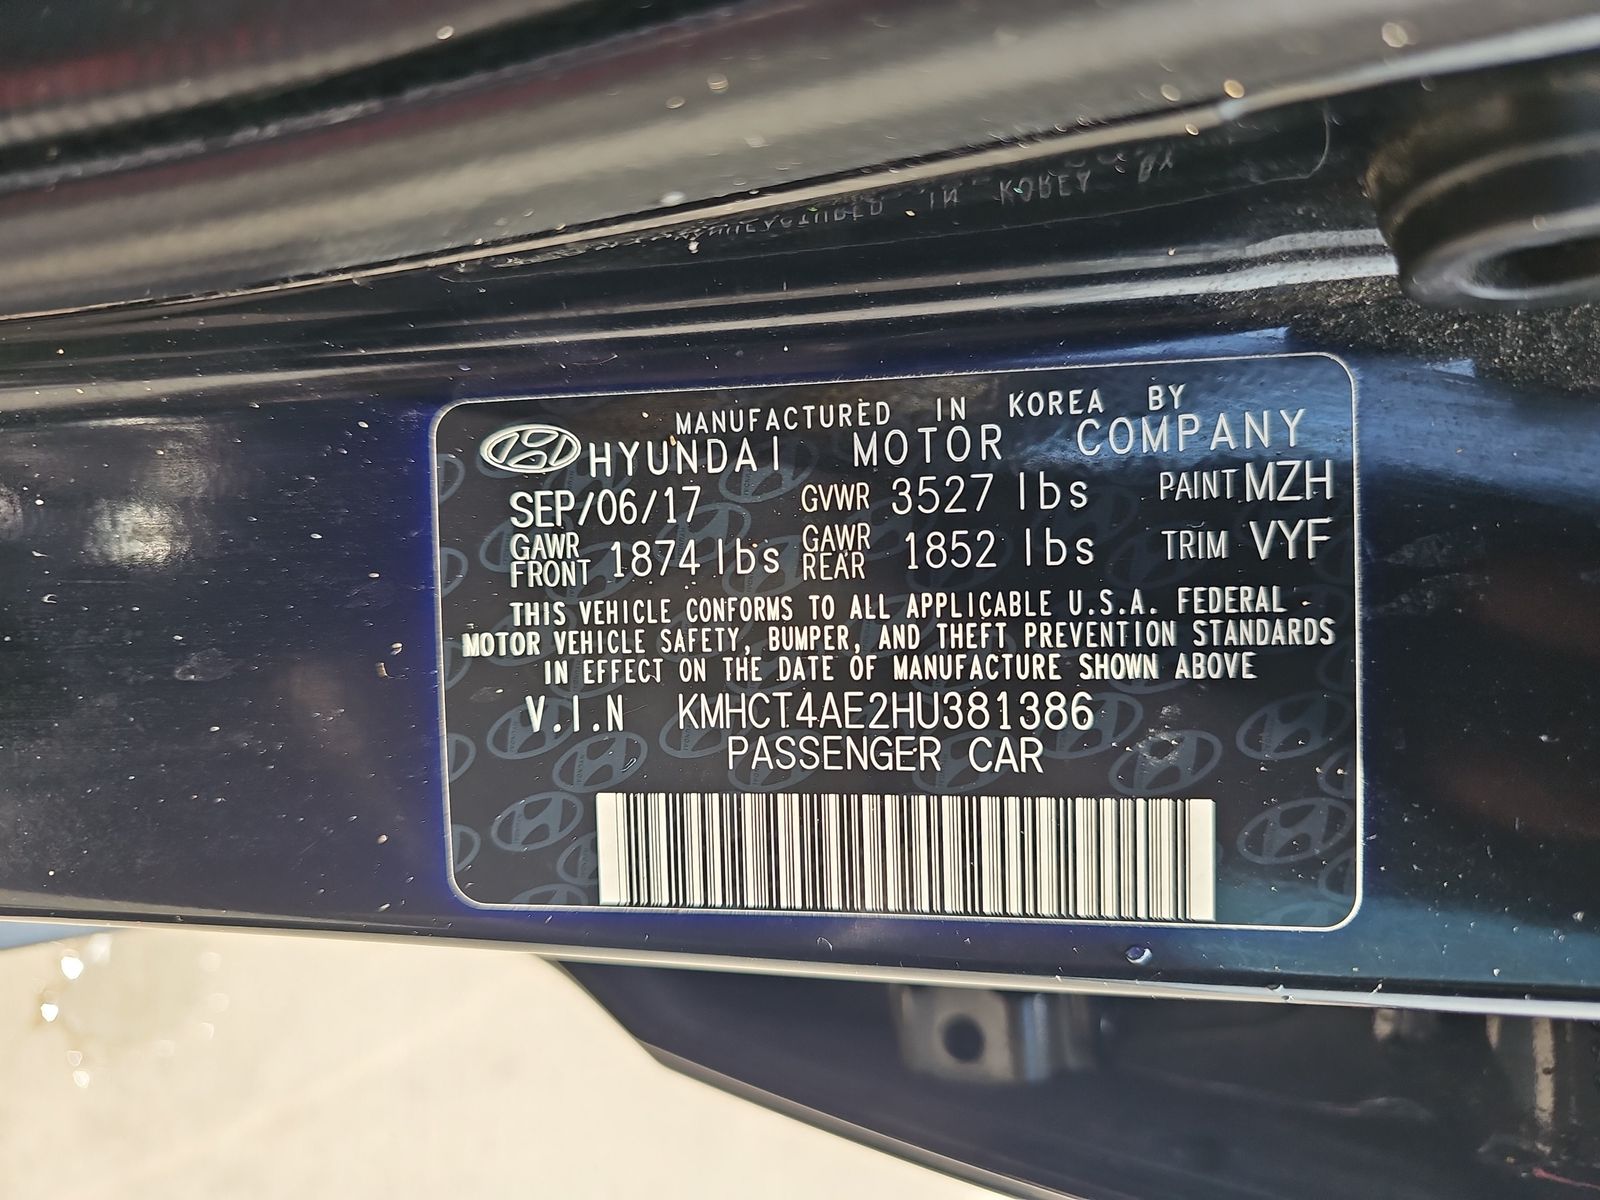 MANUFACTURED IN KOREA BY
HYUNDAI MOTOR COMPANY
SEP/06/17 GVWR 3527 lbs PAINT MZH
GAWR FRONT 1874 lbs GAWR REAR 1852 lbs TRIM VYF
THIS VEHICLE CONFORMS TO ALL APPLICABLE U.S.A. FEDERAL
MOTOR VEHICLE SAFETY, BUMPER, AND THEFT PREVENTION STANDARDS
IN EFFECT ON THE DATE OF MANUFACTURE SHOWN ABOVE
V.I.N KMHCT4AE2HU381386
PASSENGER CAR